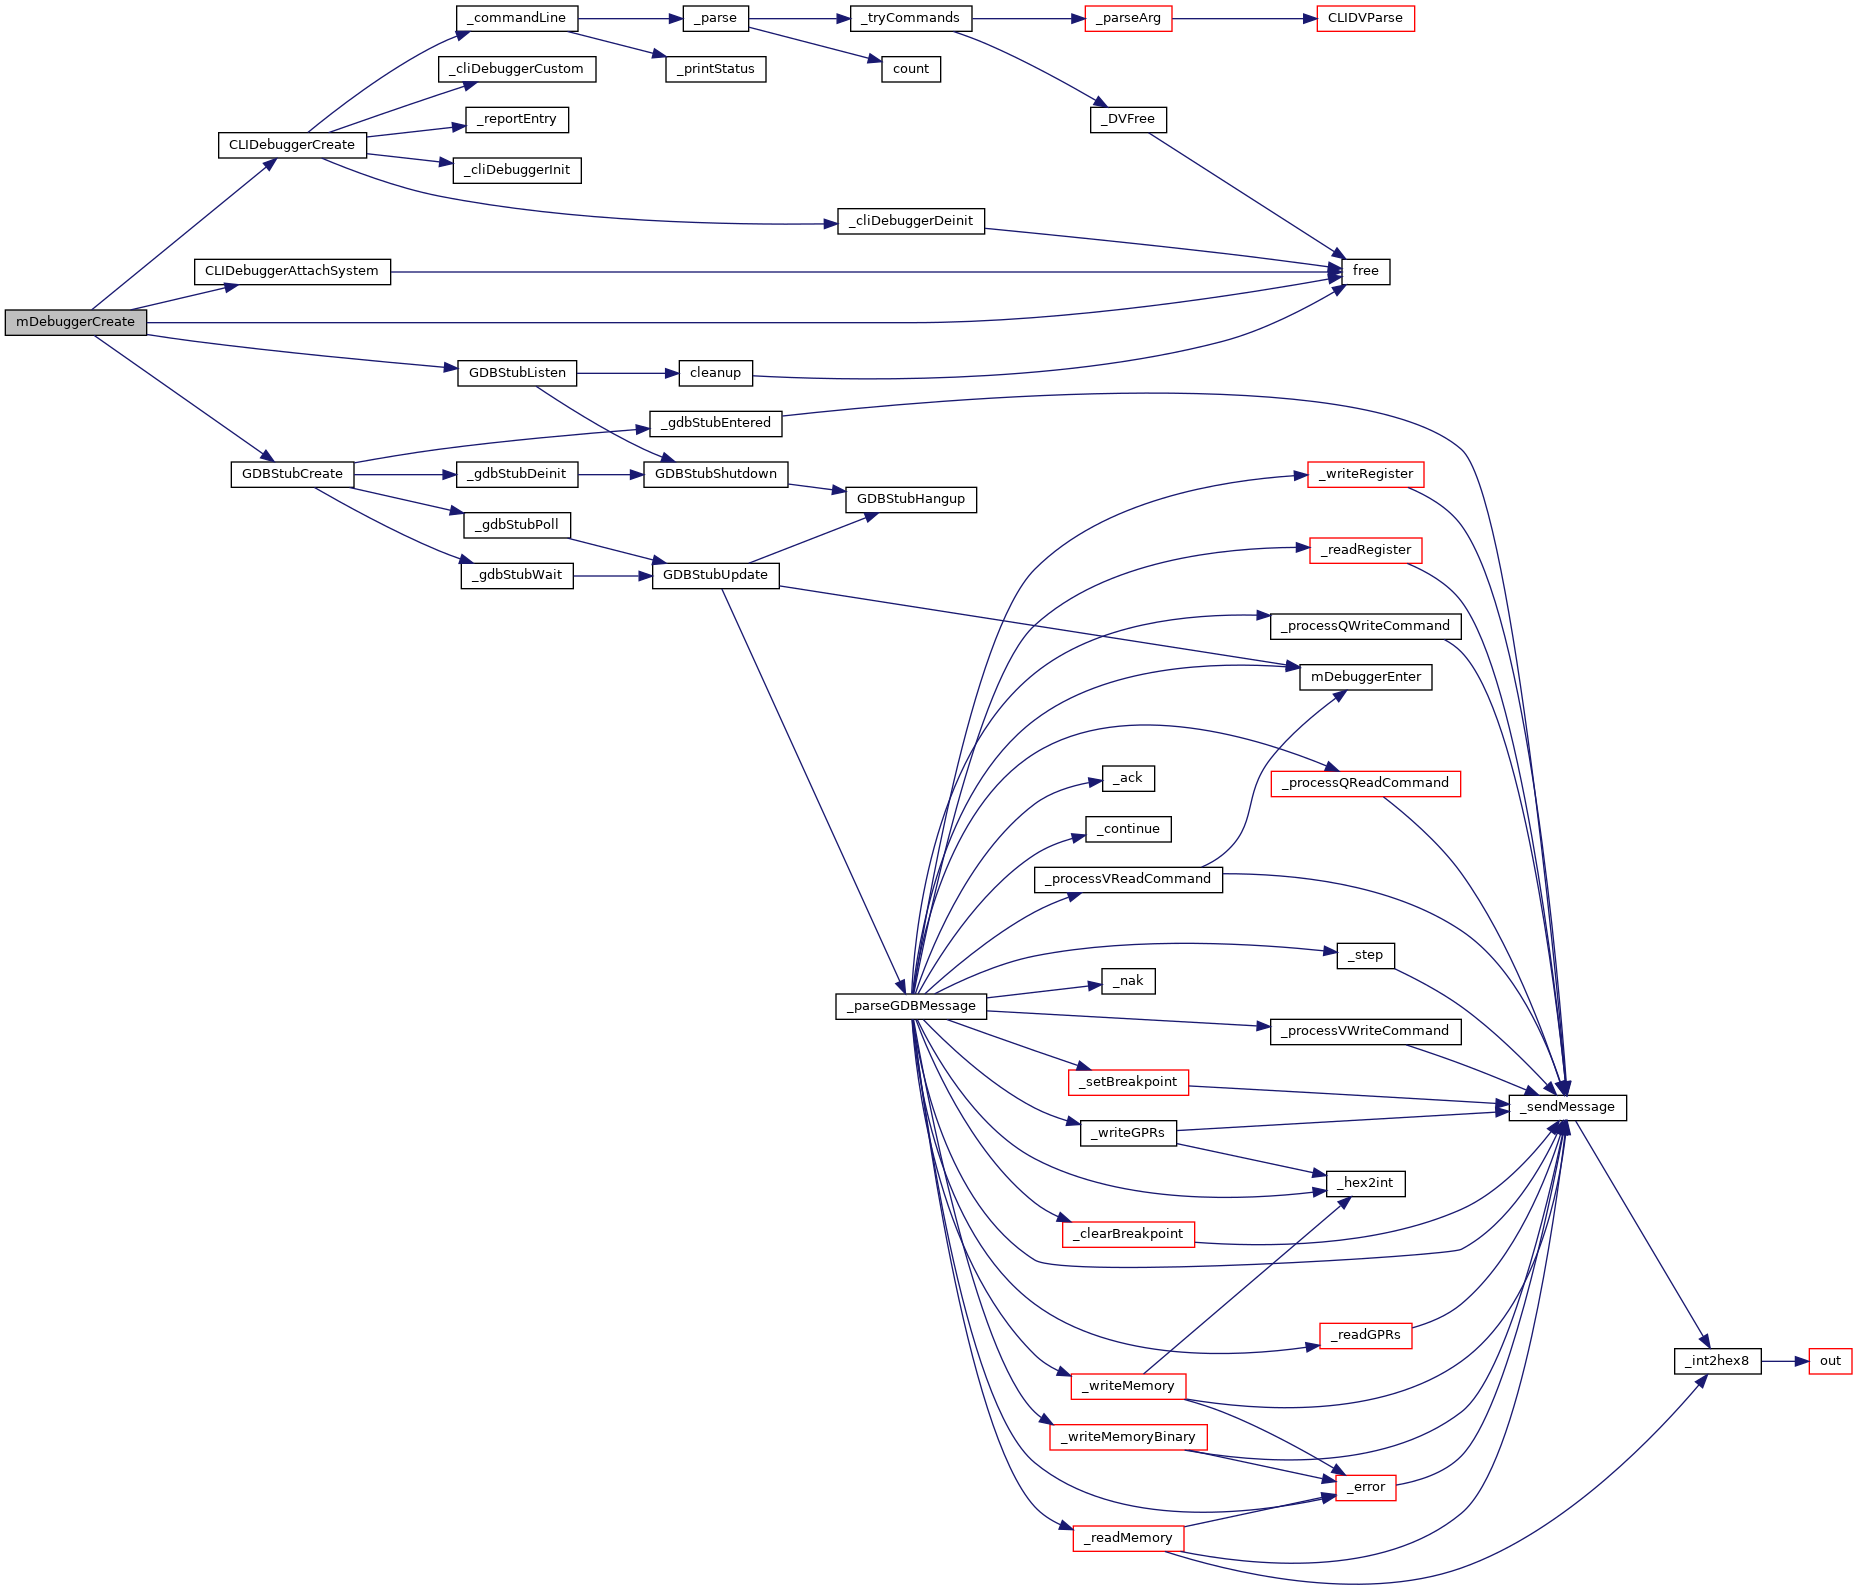 _commandLine
_parse
_tryCommands
_parseArg
CLIDVParse
_cliDebuggerCustom
_printStatus
count
_reportEntry
_DVFree
CLIDebuggerCreate
_cliDebuggerInit
_cliDebuggerDeinit
CLIDebuggerAttachSystem
free
mDebuggerCreate
GDBStubListen
cleanup
_gdbStubEntered
GDBStubCreate
_gdbStubDeinit
GDBStubShutdown
_writeRegister
GDBStubHangup
_gdbStubPoll
_readRegister
_gdbStubWait
GDBStubUpdate
_processQWriteCommand
mDebuggerEnter
_ack
_processQReadCommand
_continue
_processVReadCommand
_step
_nak
_parseGDBMessage
_processVWriteCommand
_setBreakpoint
_sendMessage
_writeGPRs
_hex2int
_clearBreakpoint
_readGPRs
_int2hex8
out
_writeMemory
_writeMemoryBinary
_error
_readMemory